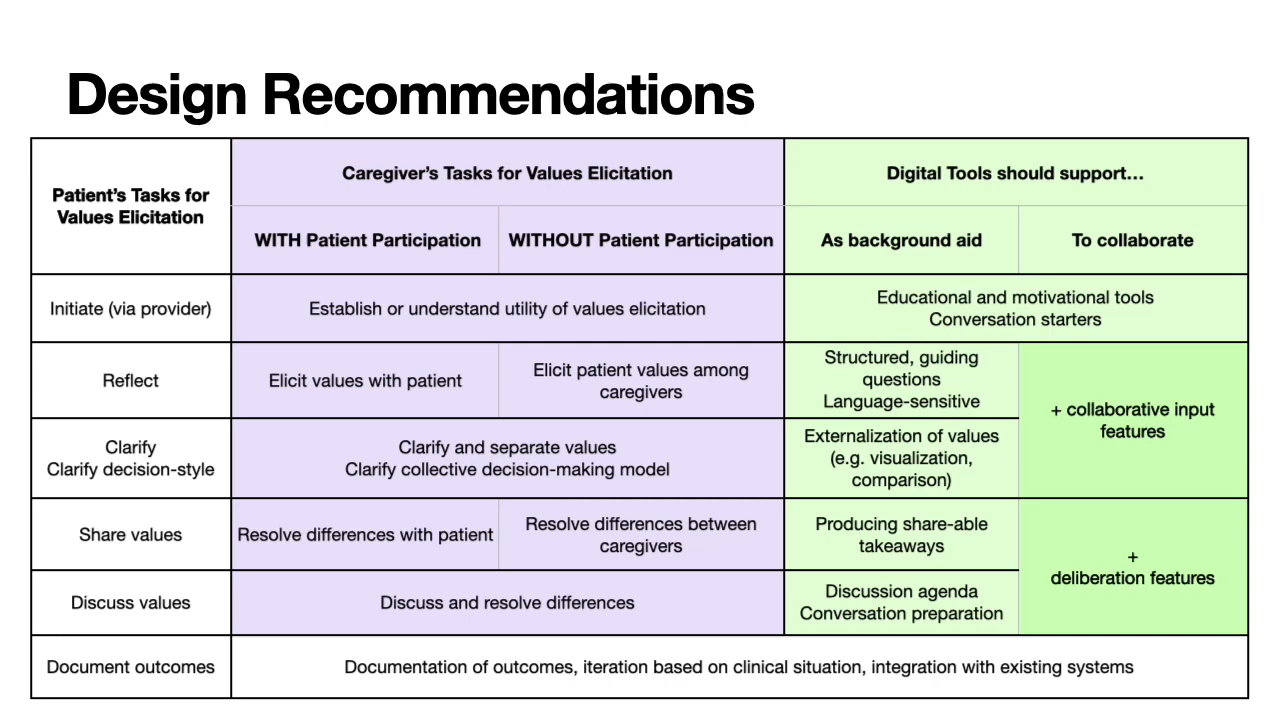 Design Recommendations
Patient's Tasks for
Values Elicitation
Caregiver's Tasks for Values Elicitation
Digital Tools should support…
WITH Patient Participation
WITHOUT Patient Participation
As background aid
To collaborate
Initiate (via provider)
Establish or understand utility of values elicitation
Educational and motivational tools
Conversation starters
Reflect
Elicit values with patient
Elicit patient values among
caregivers
Structured, guiding
questions
Language-sensitive
+ collaborative input
features
Clarify
Clarify decision-style
Clarify and separate values
Clarify collective decision-making model
Externalization of values
(e.g. visualization,
comparison)
Share values
Resolve differences with patient
Resolve differences between
caregivers
Producing share-able
takeaways
+
deliberation features
Discuss values
Discuss and resolve differences
Discussion agenda
Conversation preparation
Document outcomes
Documentation of outcomes, iteration based on clinical situation, integration with existing systems